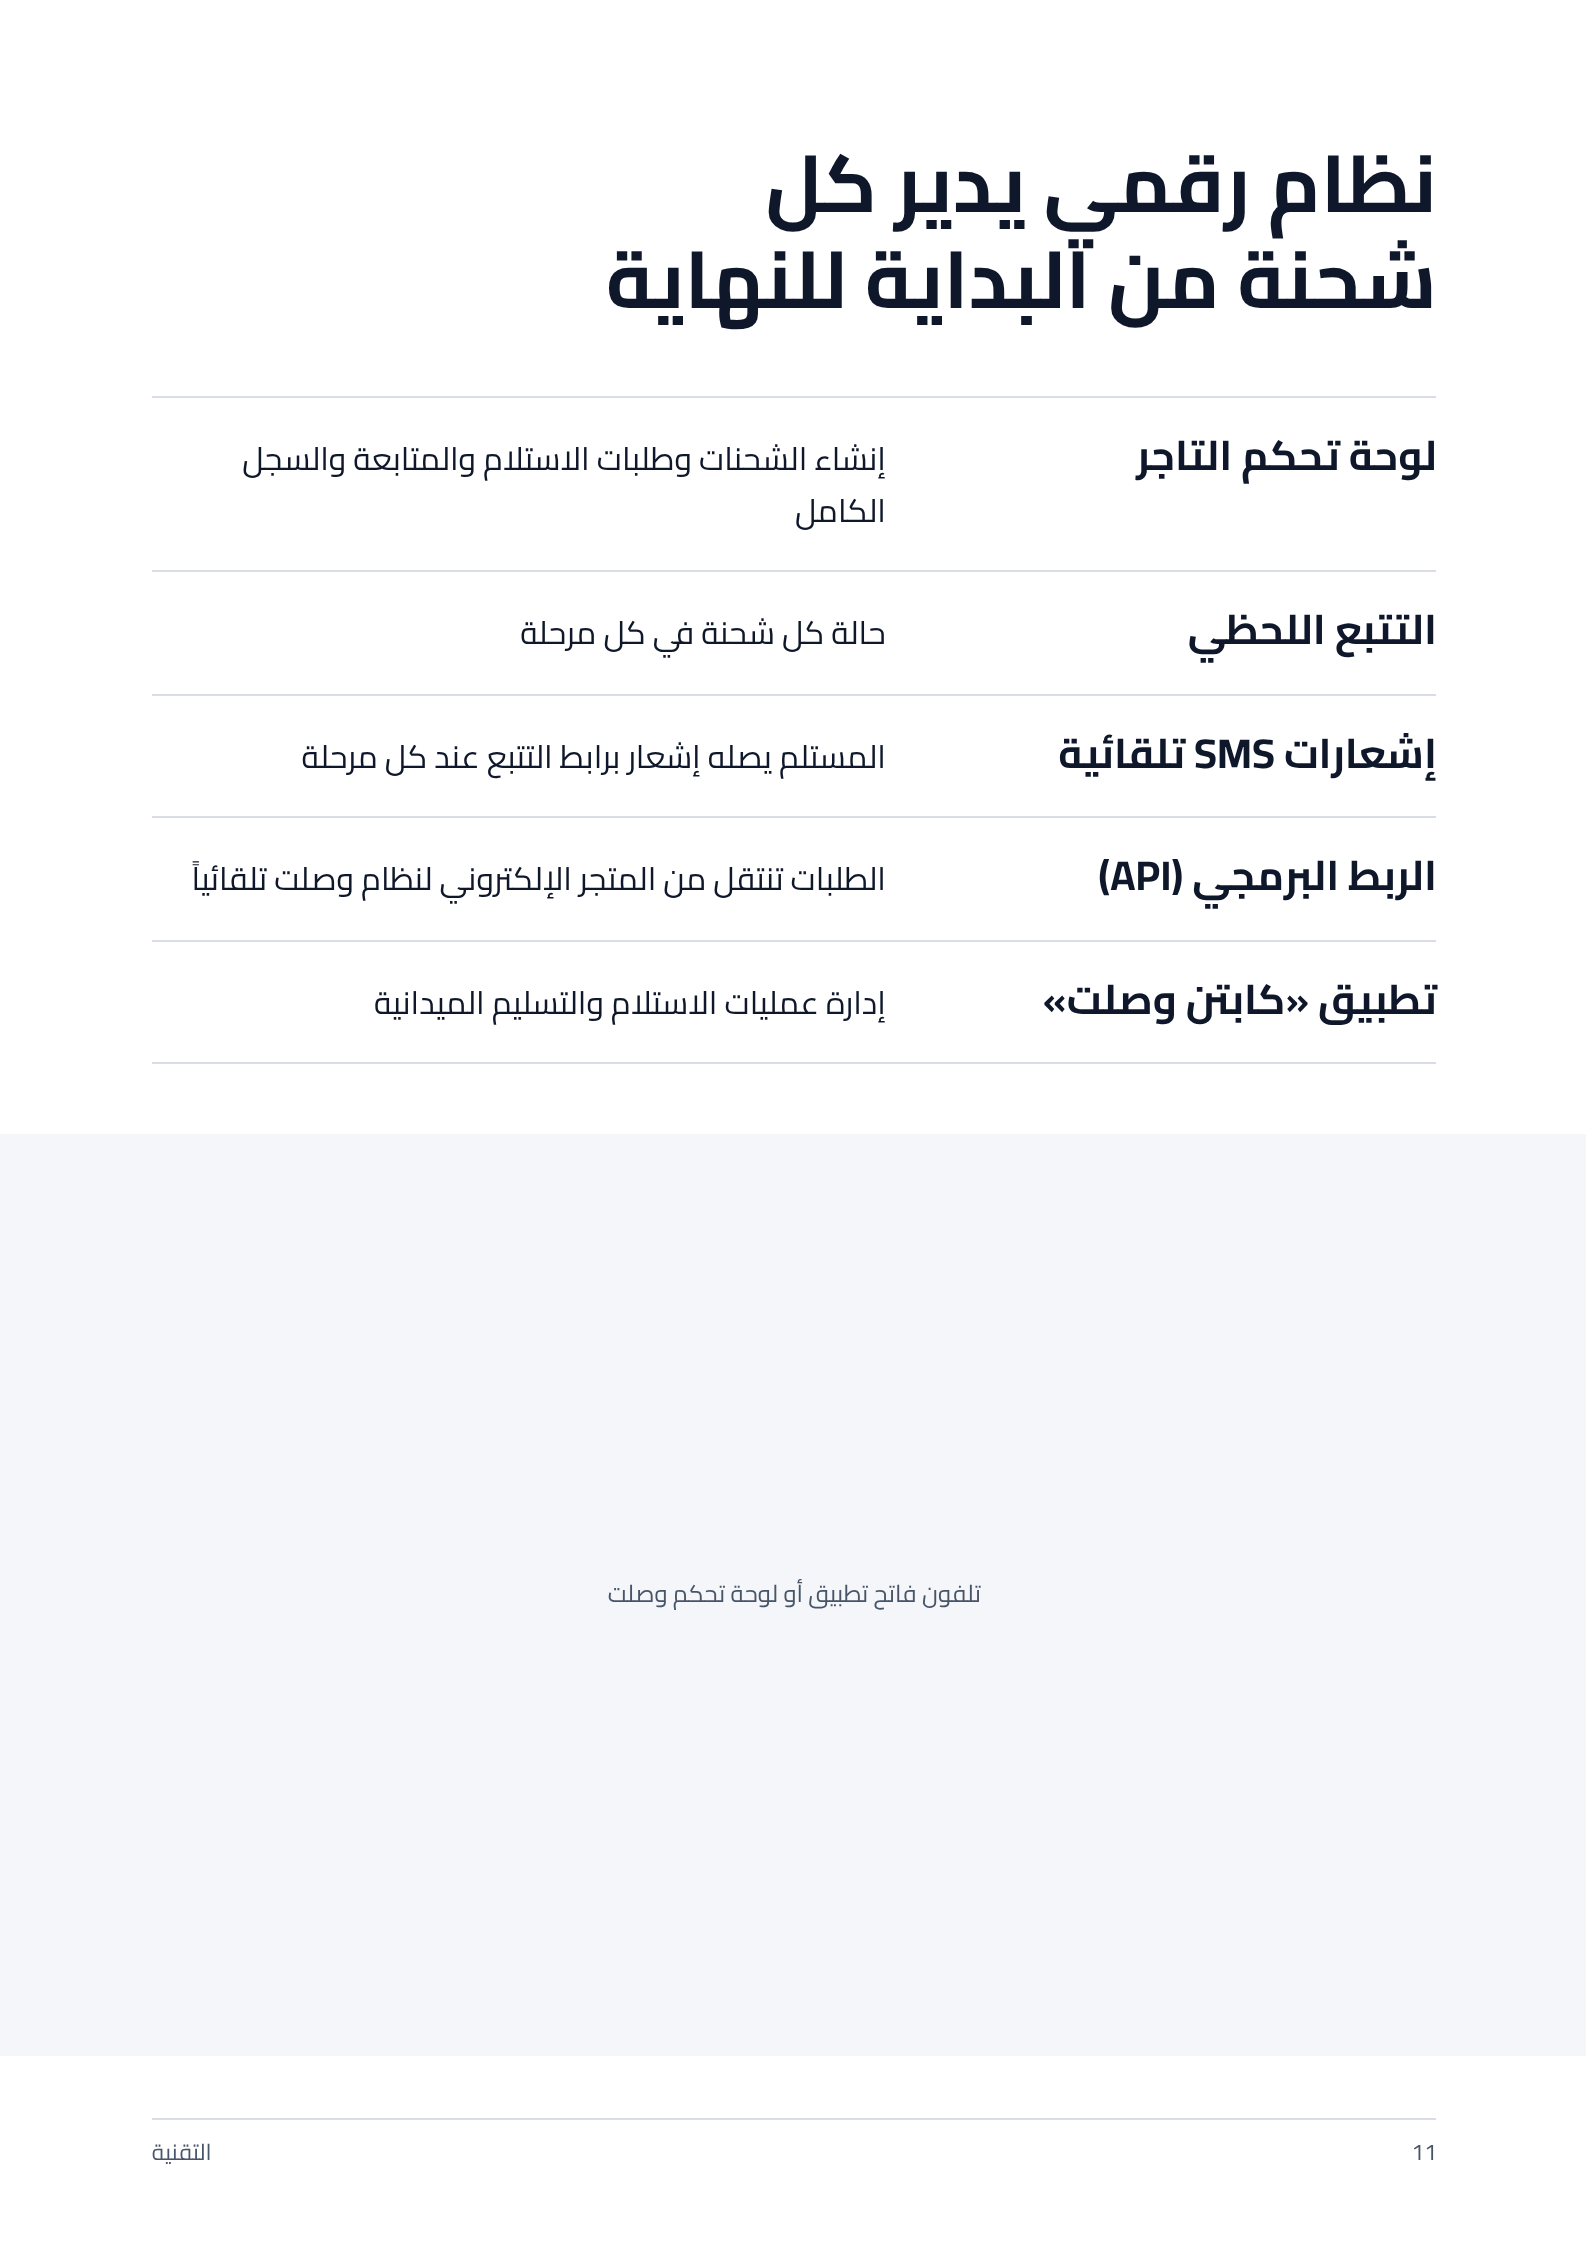 نظام رقمي يدير كل
شحنة من البداية للنهاية
لوحة تحكم التاجر
إنشاء الشحنات وطلبات الاستلام والمتابعة والسجل
الكامل
التتبع اللحظي
حالة كل شحنة في كل مرحلة
إشعارات SMS تلقائية
المستلم يصله إشعار برابط التتبع عند كل مرحلة
الربط البرمجي (API)
الطلبات تنتقل من المتجر الإلكتروني لنظام وصلت تلقائياً
تطبيق «كابتن وصلت»
إدارة عمليات الاستلام والتسليم الميدانية
تلفون فاتح تطبيق أو لوحة تحكم وصلت
11
التقنية